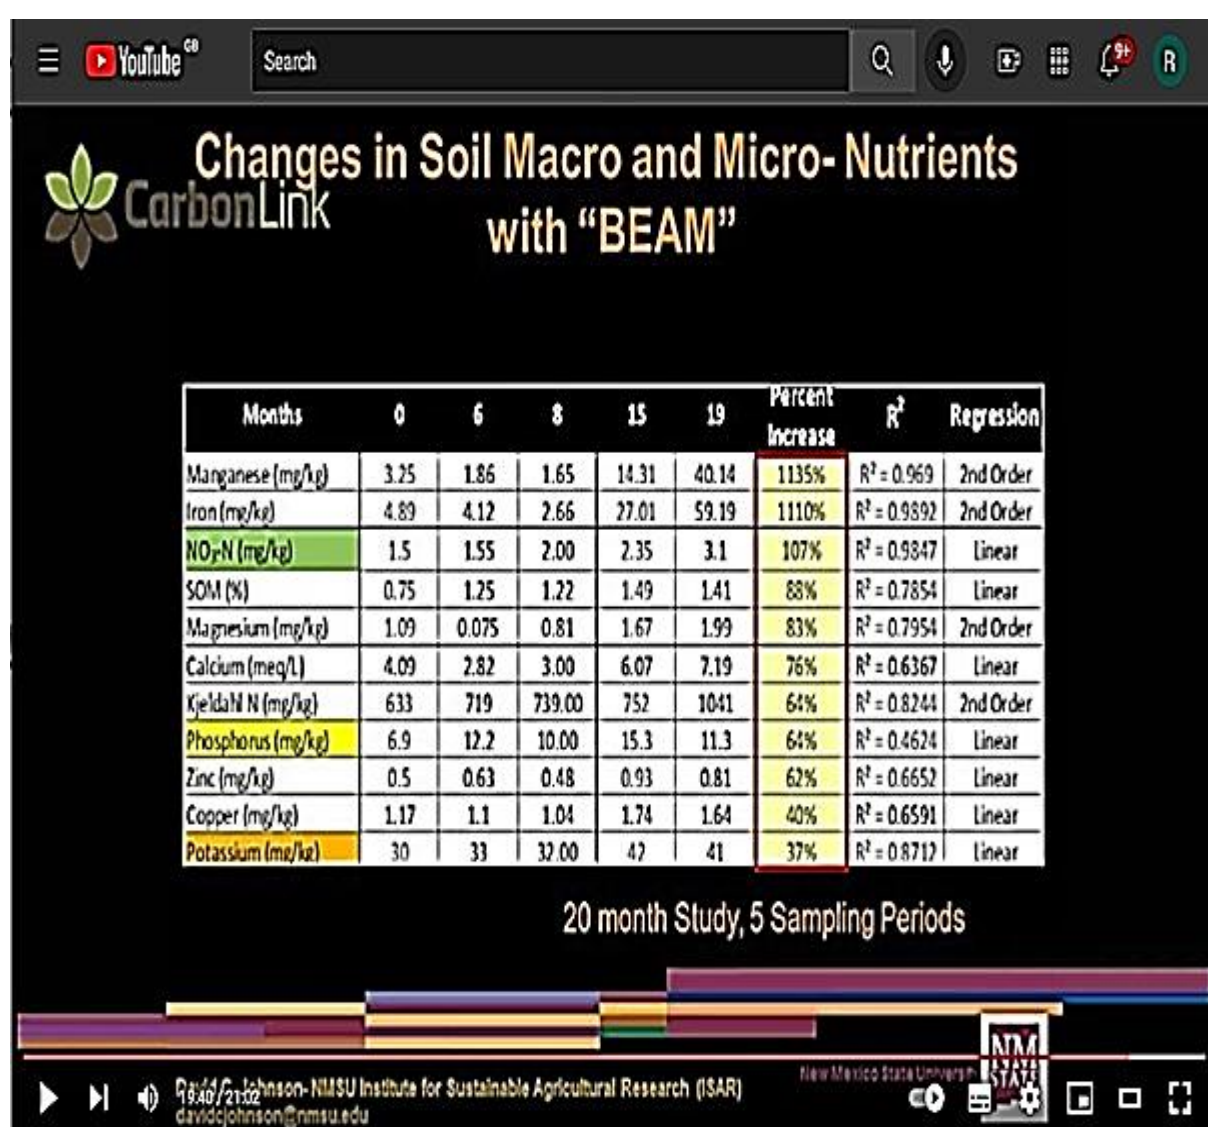 YouTube GB
Search
9+
R
Changes in Soil Macro and Micro- Nutrients
CarbonLink
with “BEAM”
Months 0 6 8 15 19 Percent Increase R² Regression
Manganese (mg/kg) 3.25 1.86 1.65 14.31 40.14 1135% R² = 0.969 2nd Order
Iron (mg/kg) 4.89 4.12 2.66 27.01 59.19 1110% R² = 0.9892 2nd Order
NO₃-N (mg/kg) 1.5 1.55 2.00 2.35 3.1 107% R² = 0.9847 Linear
SOM (%) 0.75 1.25 1.22 1.49 1.41 88% R² = 0.7854 Linear
Magnesium (mg/kg) 1.09 0.075 0.81 1.67 1.99 83% R² = 0.7954 2nd Order
Calcium (meq/L) 4.09 2.82 3.00 6.07 7.19 76% R² = 0.6367 Linear
Kjeldahl N (mg/kg) 633 719 739.00 752 1041 64% R² = 0.8244 2nd Order
Phosphorus (mg/kg) 6.9 12.2 10.00 15.3 11.3 64% R² = 0.4624 Linear
Zinc (mg/kg) 0.5 0.63 0.48 0.93 0.81 62% R² = 0.6652 Linear
Copper (mg/kg) 1.17 1.1 1.04 1.74 1.64 40% R² = 0.6591 Linear
Potassium (mg/kg) 30 33 32.00 42 41 37% R² = 0.8712 Linear
20 month Study, 5 Sampling Periods
NM
STATE
New Mexico State University
David C. Johnson- NMSU Institute for Sustainable Agricultural Research (ISAR)
19:40 / 21:02
davidcjohnson@nmsu.edu